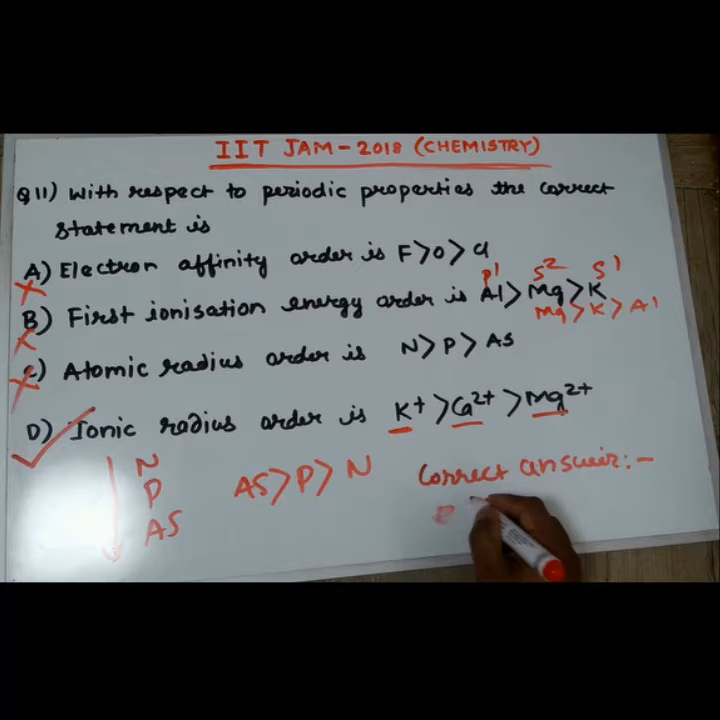 IIT JAM-2018 (CHEMISTRY)
Q11) With respect to periodic properties the correct
statement is
A) Electron affinity order is F>O>Cl
P1 S2 S1
B) First ionisation energy order is Al>Mg>K
Mg>K>Al
C) Atomic radius order is N>P>AS
D) Ionic radius order is K+>Ca2+>Mg2+
N
P
AS
AS>P>N
Correct answer:-